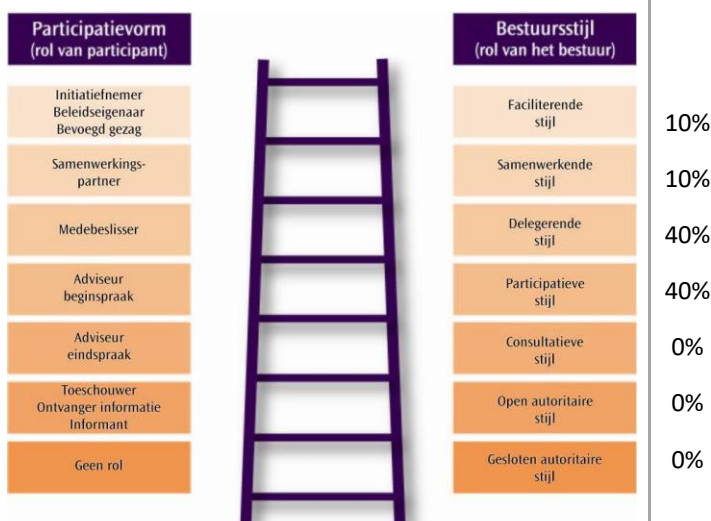 Participatievorm
(rol van participant)
Bestuursstijl
(rol van het bestuur)
Initiatiefnemer
Beleidseigenaar
Bevoegd gezag
Faciliterende
stijl
10%
Samenwerkings-
partner
Samenwerkende
stijl
10%
Medebeslisser
Delegerende
stijl
40%
Adviseur
beginspraak
Participatieve
stijl
40%
Adviseur
eindspraak
Consultatieve
stijl
0%
Toeschouwer
Ontvanger informatie
Informant
Open autoritaire
stijl
0%
Geen rol
Gesloten autoritaire
stijl
0%